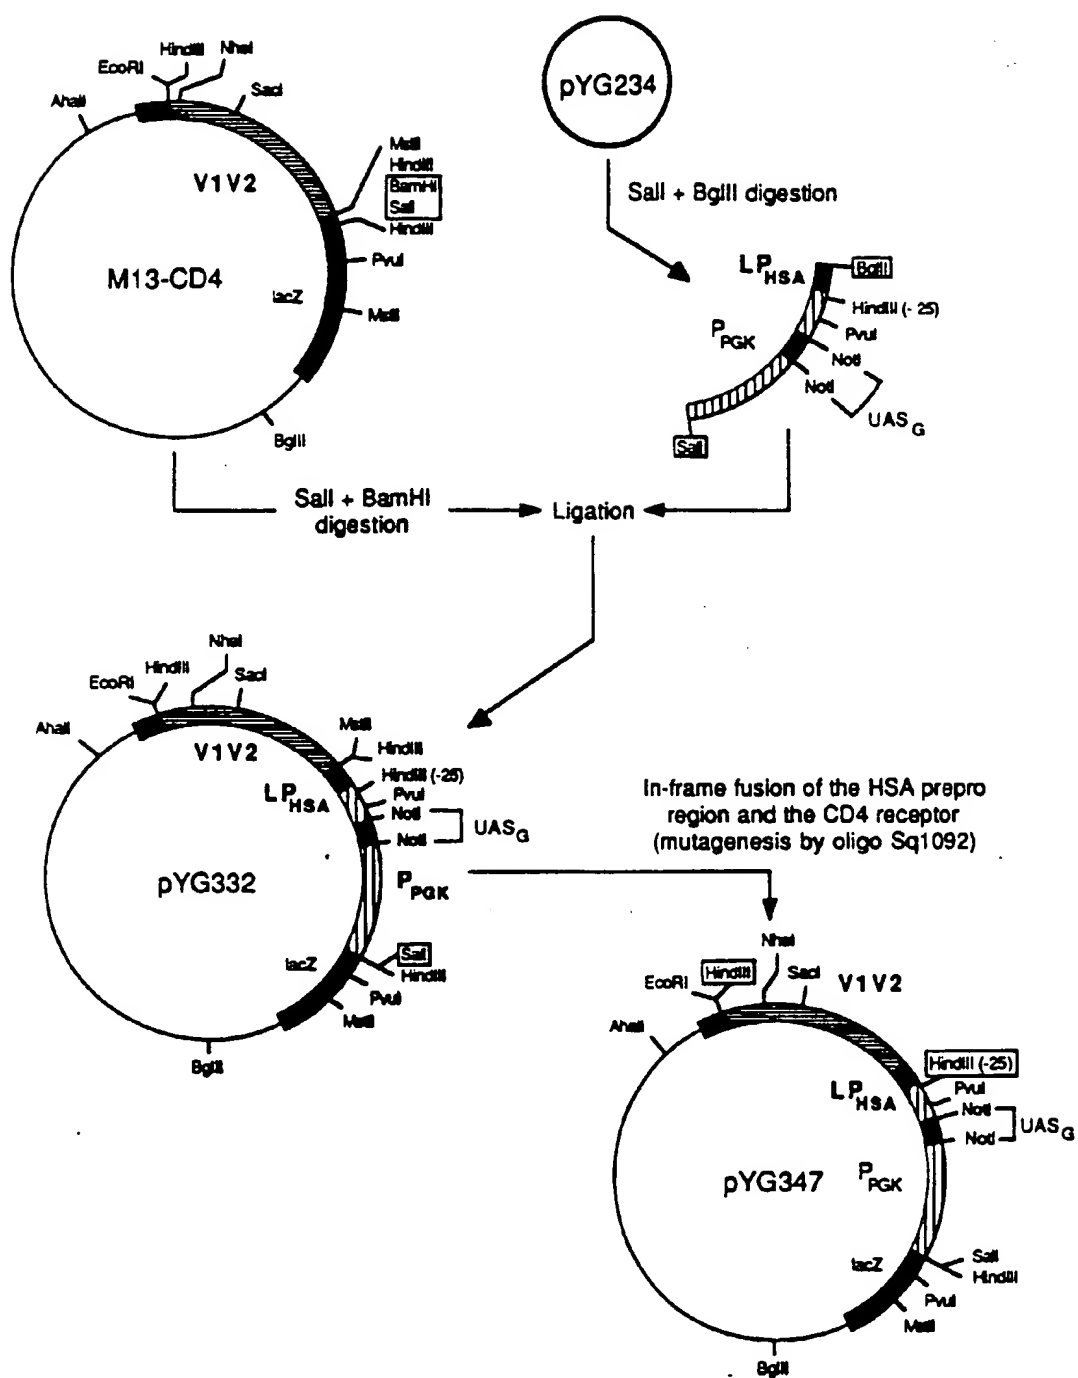 HindIII
NheI
EcoRI
SacI
AhaII
V1V2
MstII
HindIII
BamHI
SalI
HindIII
M13-CD4
PvuI
lacZ
MstII
BglII
pYG234
SalI + BglII digestion
LP HSA
BglII
HindIII (-25)
PvuI
P PGK
NotI
NotI
UAS G
SalI
SalI + BamHI
digestion
Ligation
NheI
HindIII
SacI
EcoRI
AhaII
V1V2
MstII
HindIII
HindIII (-25)
LP HSA
PvuI
NotI
UAS G
NotI
pYG332
P PGK
SalI
lacZ
HindIII
PvuI
MstII
BglII
In-frame fusion of the HSA prepro
region and the CD4 receptor
(mutagenesis by oligo Sq1092)
NheI
HindIII
SacI
EcoRI
V1V2
AhaII
HindIII (-25)
LP HSA
PvuI
NotI
UAS G
NotI
pYG347
P PGK
SalI
lacZ
HindIII
PvuI
MstII
BglII